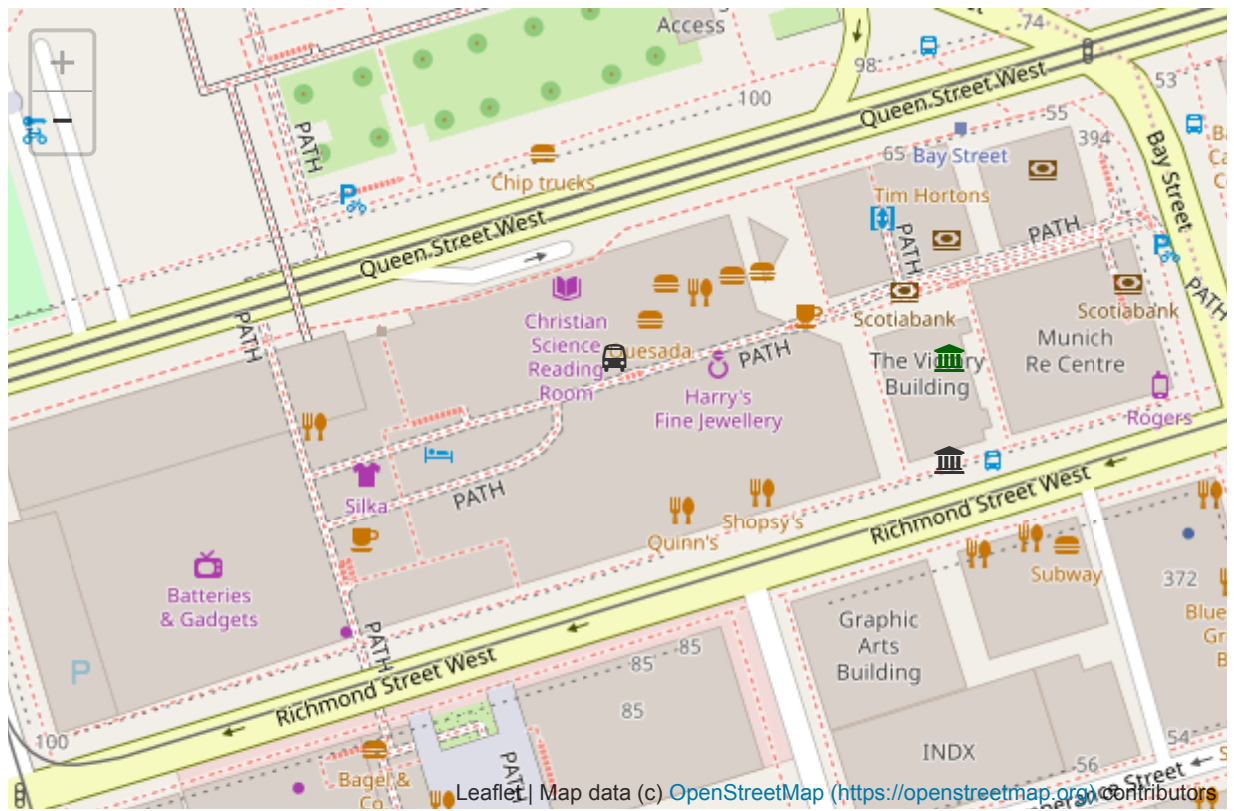 Access
74
98
100
Queen Street West
53
55
394
PATH
Chip trucks
65
Bay Street
Bay Street
Tim Hortons
PATH
PATH
Queen Street West
PATH
PATH
Christian
Science
Reading
Room
Quesada
PATH
Harry's
Fine Jewellery
Scotiabank
Scotiabank
The Victory
Building
Munich
Re Centre
Rogers
Silka
PATH
Quinn's
Shopsy's
Richmond Street West
Batteries
& Gadgets
Subway
372
Graphic
Arts
Building
PATH
P
Richmond Street West
85
85
85
100
INDX
54
56
PATH
Bagel &
Co
Street
Leaflet | Map data (c) OpenStreetMap (https://openstreetmap.org) contributors